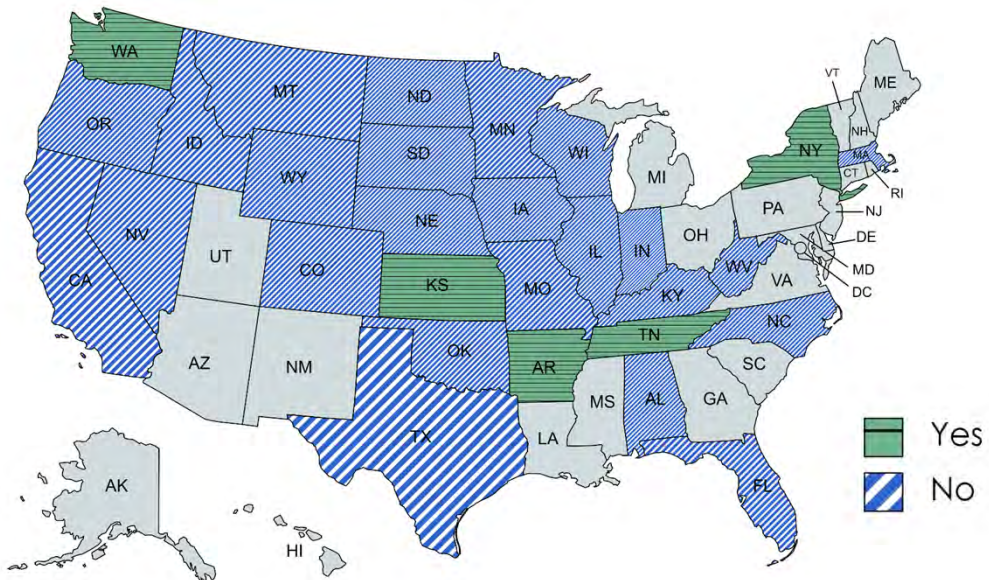 WA
MT
ND
MN
VT
ME
OR
ID
SD
WI
NH
NY
MA
WY
MI
CT
RI
IA
PA
NJ
NE
NV
OH
DE
UT
IL
IN
CO
WV
MD
CA
KS
MO
VA
DC
KY
NC
TN
OK
AZ
NM
AR
SC
MS
AL
GA
TX
LA
Yes
AK
FL
No
HI